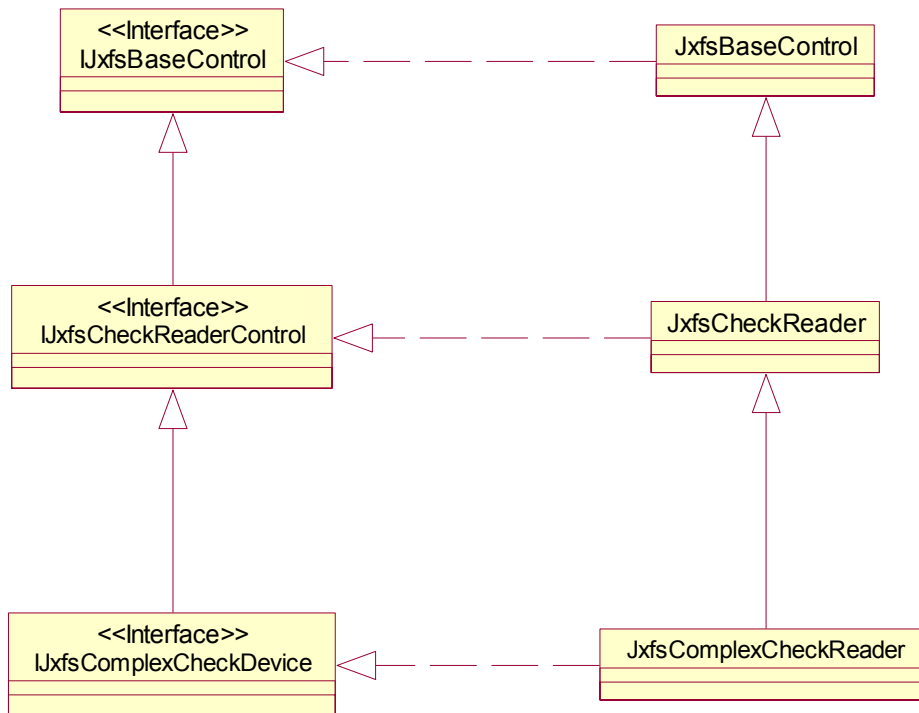 <<Interface>>
IJxfsBaseControl
JxfsBaseControl
<<Interface>>
IJxfsCheckReaderControl
JxfsCheckReader
<<Interface>>
IJxfsComplexCheckDevice
JxfsComplexCheckReader